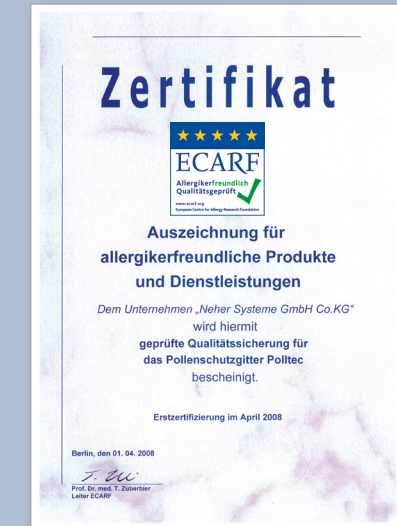 Zertifikat
ECARF
Allergikerfreundlich
Qualitätsgeprüft
www.ecarf.org
European Centre for Allergy Research Foundation
Auszeichnung für
allergikerfreundliche Produkte
und Dienstleistungen
Dem Unternehmen „Neher Systeme GmbH Co.KG“
wird hiermit
geprüfte Qualitätssicherung für
das Pollenschutzgitter Polltec
bescheinigt.
Erstzertifizierung im April 2008
Berlin, den 01. 04. 2008
Prof. Dr. med. T. Zuberbier
Leiter ECARF